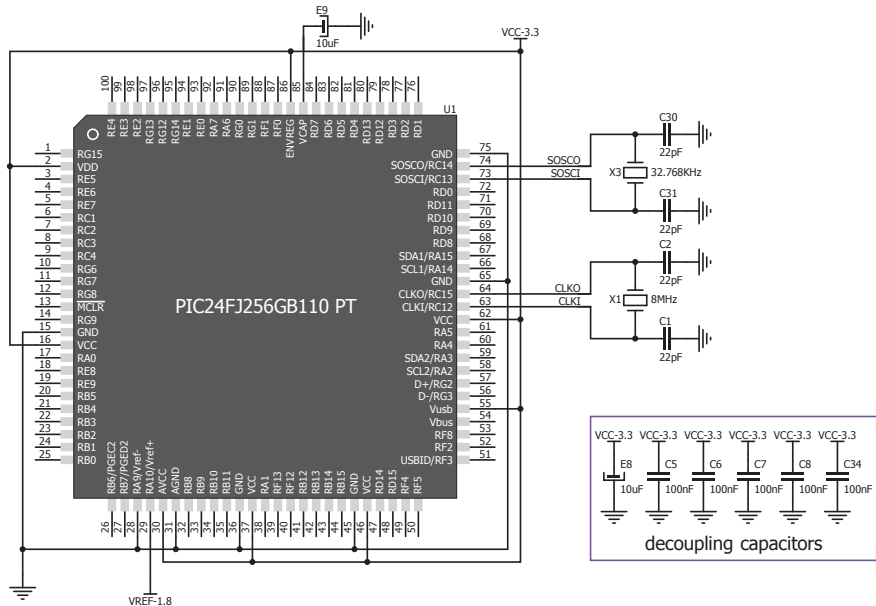 E9
10uF
VCC-3.3
100 99 98 97 96 95 94 93 92 91 90 89 88 87 86 85 84 83 82 81 80 79 78 77 76
RE4 RE3 RE2 RG13 RG12 RG14 RE1 RE0 RA7 RA6 RG0 RG1 RF1 RF0 ENVREG VCAP RD7 RD6 RD5 RD4 RD13 RD12 RD3 RD2 RD1
U1
1 RG15
2 VDD
3 RE5
4 RE6
5 RE7
6 RC1
7 RC2
8 RC3
9 RC4
10 RG6
11 RG7
12 RG8
13 MCLR
14 RG9
15 GND
16 VCC
17 RA0
18 RE8
19 RE9
20 RB5
21 RB4
22 RB3
23 RB2
24 RB1
25 RB0
PIC24FJ256GB110 PT
GND 75
SOSCO/RC14 74
SOSCI/RC13 73
RD0 72
RD11 71
RD10 70
RD9 69
RD8 68
SDA1/RA15 67
SCL1/RA14 66
GND 65
CLKO/RC15 64
CLKI/RC12 63
VCC 62
RA5 61
RA4 60
SDA2/RA3 59
SCL2/RA2 58
D+/RG2 57
D-/RG3 56
Vusb 55
Vbus 54
RF8 53
RF2 52
USBID/RF3 51
RB6/PGEC2 RB7/PGED2 RA9/Vref- RA10/Vref+ AVCC AGND RB8 RB9 RB10 RB11 GND VCC RA1 RF13 RF12 RB12 RB13 RB14 RB15 GND VCC RD14 RD15 RF4 RF5
26 27 28 29 30 31 32 33 34 35 36 37 38 39 40 41 42 43 44 45 46 47 48 49 50
VREF-1.8
C30
22pF
SOSCO
SOSCI
X3 32.768KHz
C31
22pF
C2
22pF
CLKO
CLKI
X1 8MHz
C1
22pF
VCC-3.3 VCC-3.3 VCC-3.3 VCC-3.3 VCC-3.3 VCC-3.3
E8 C5 C6 C7 C8 C34
10uF 100nF 100nF 100nF 100nF 100nF
decoupling capacitors